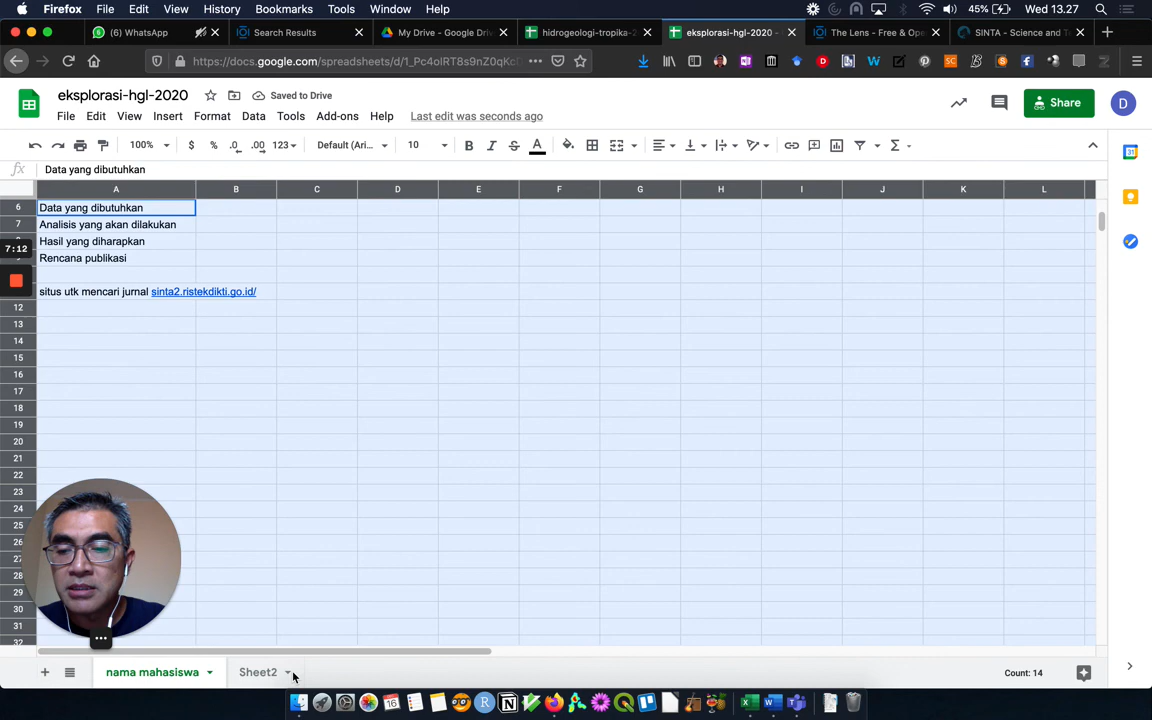 Firefox File Edit View History Bookmarks Tools Window Help 45% Wed 13.27
(6) WhatsApp Search Results My Drive - Google Dri hidrogeologi-tropika-2 eksplorasi-hgl-2020 - The Lens - Free & Ope SINTA - Science and T
https://docs.google.com/spreadsheets/d/1_Pc4oIRT8s9nZ0qKc
eksplorasi-hgl-2020 Saved to Drive
File Edit View Insert Format Data Tools Add-ons Help Last edit was seconds ago
Share D
100% $ % .0 .00 123 Default (Ari... 10 B I S A
fx Data yang dibutuhkan
A B C D E F G H I J K L
6 Data yang dibutuhkan
7 Analisis yang akan dilakukan
Hasil yang diharapkan
7:12
Rencana publikasi
situs utk mencari jurnal sinta2.ristekdikti.go.id/
12
13
14
15
16
17
18
19
20
21
22
23
24
25
26
27
28
29
30
31
32
nama mahasiswa Sheet2 Count: 14